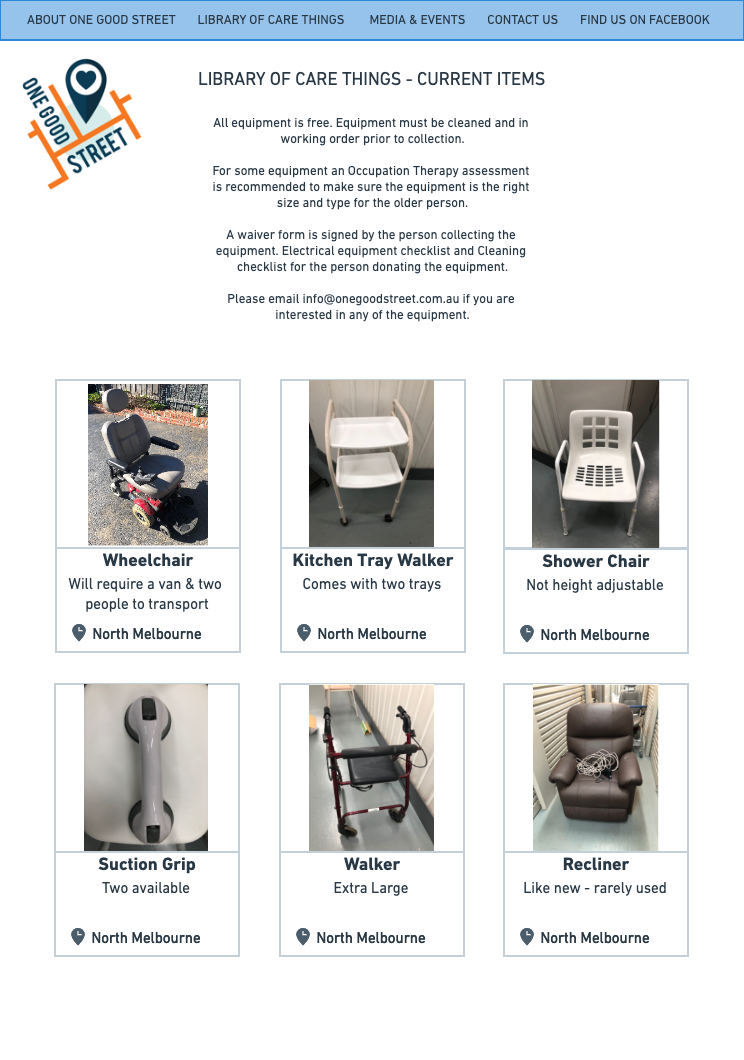 ABOUT ONE GOOD STREET LIBRARY OF CARE THINGS MEDIA & EVENTS CONTACT US FIND US ON FACEBOOK
ONE GOOD
STREET
LIBRARY OF CARE THINGS - CURRENT ITEMS
All equipment is free. Equipment must be cleaned and in
working order prior to collection.
For some equipment an Occupation Therapy assessment
is recommended to make sure the equipment is the right
size and type for the older person.
A waiver form is signed by the person collecting the
equipment. Electrical equipment checklist and Cleaning
checklist for the person donating the equipment.
Please email info@onegoodstreet.com.au if you are
interested in any of the equipment.
Wheelchair
Will require a van & two
people to transport
North Melbourne
Kitchen Tray Walker
Comes with two trays
North Melbourne
Shower Chair
Not height adjustable
North Melbourne
Suction Grip
Two available
North Melbourne
Walker
Extra Large
North Melbourne
Recliner
Like new - rarely used
North Melbourne